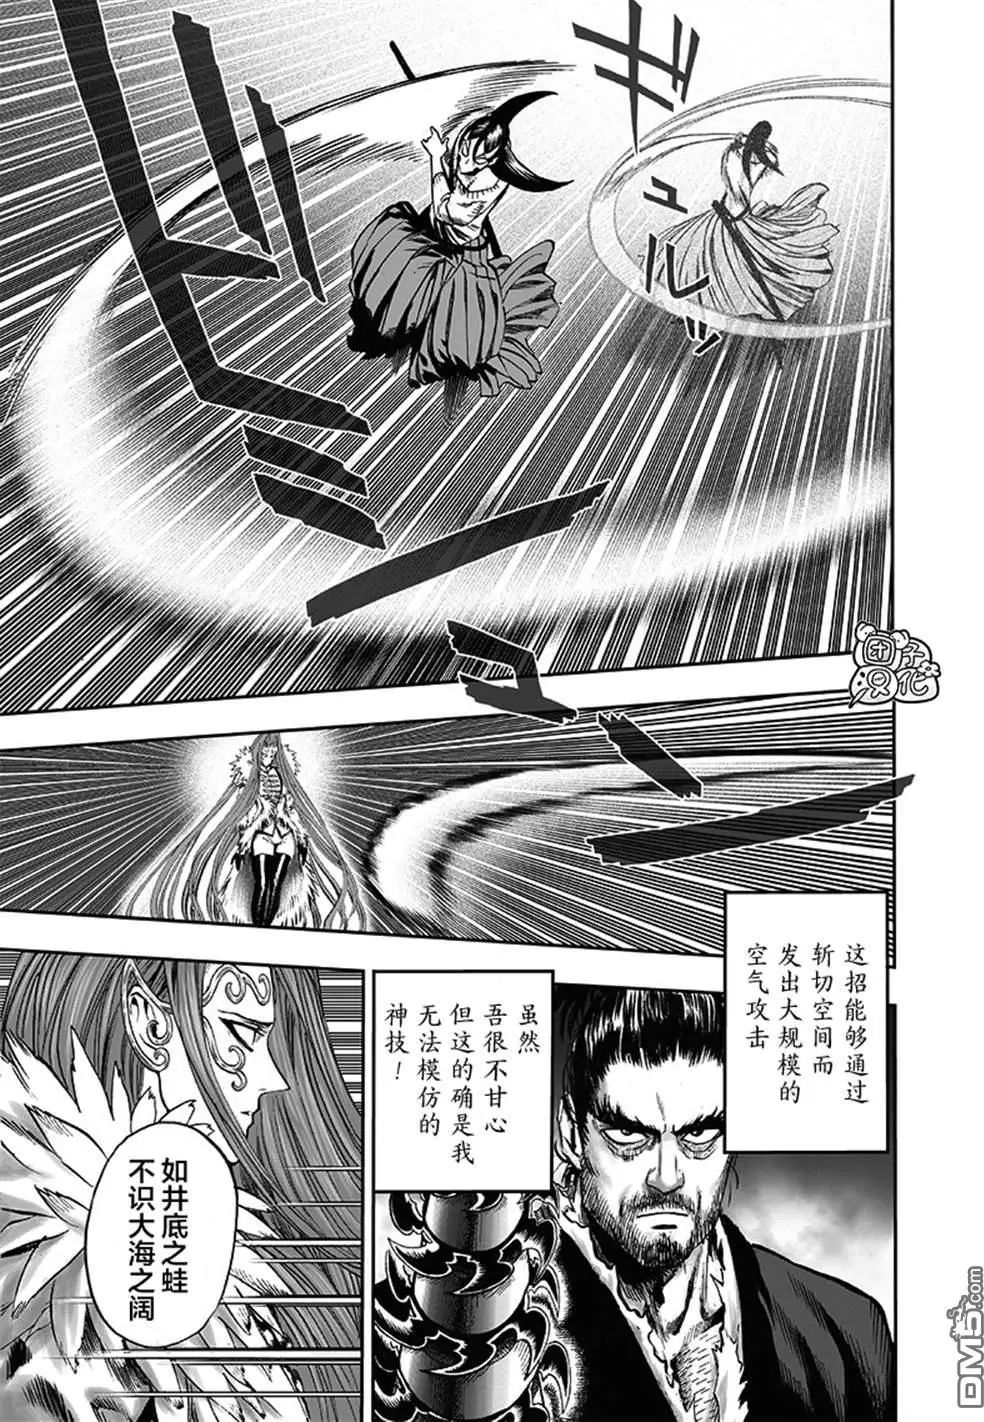 ギュルッ
这招能够通过
斩切空间而
发出大规模的
空气攻击
虽然
吾很不甘心
但这的确是我
无法模仿的
神技！
如井底之蛙
不识大海之阔
团子汉化
DM5.com